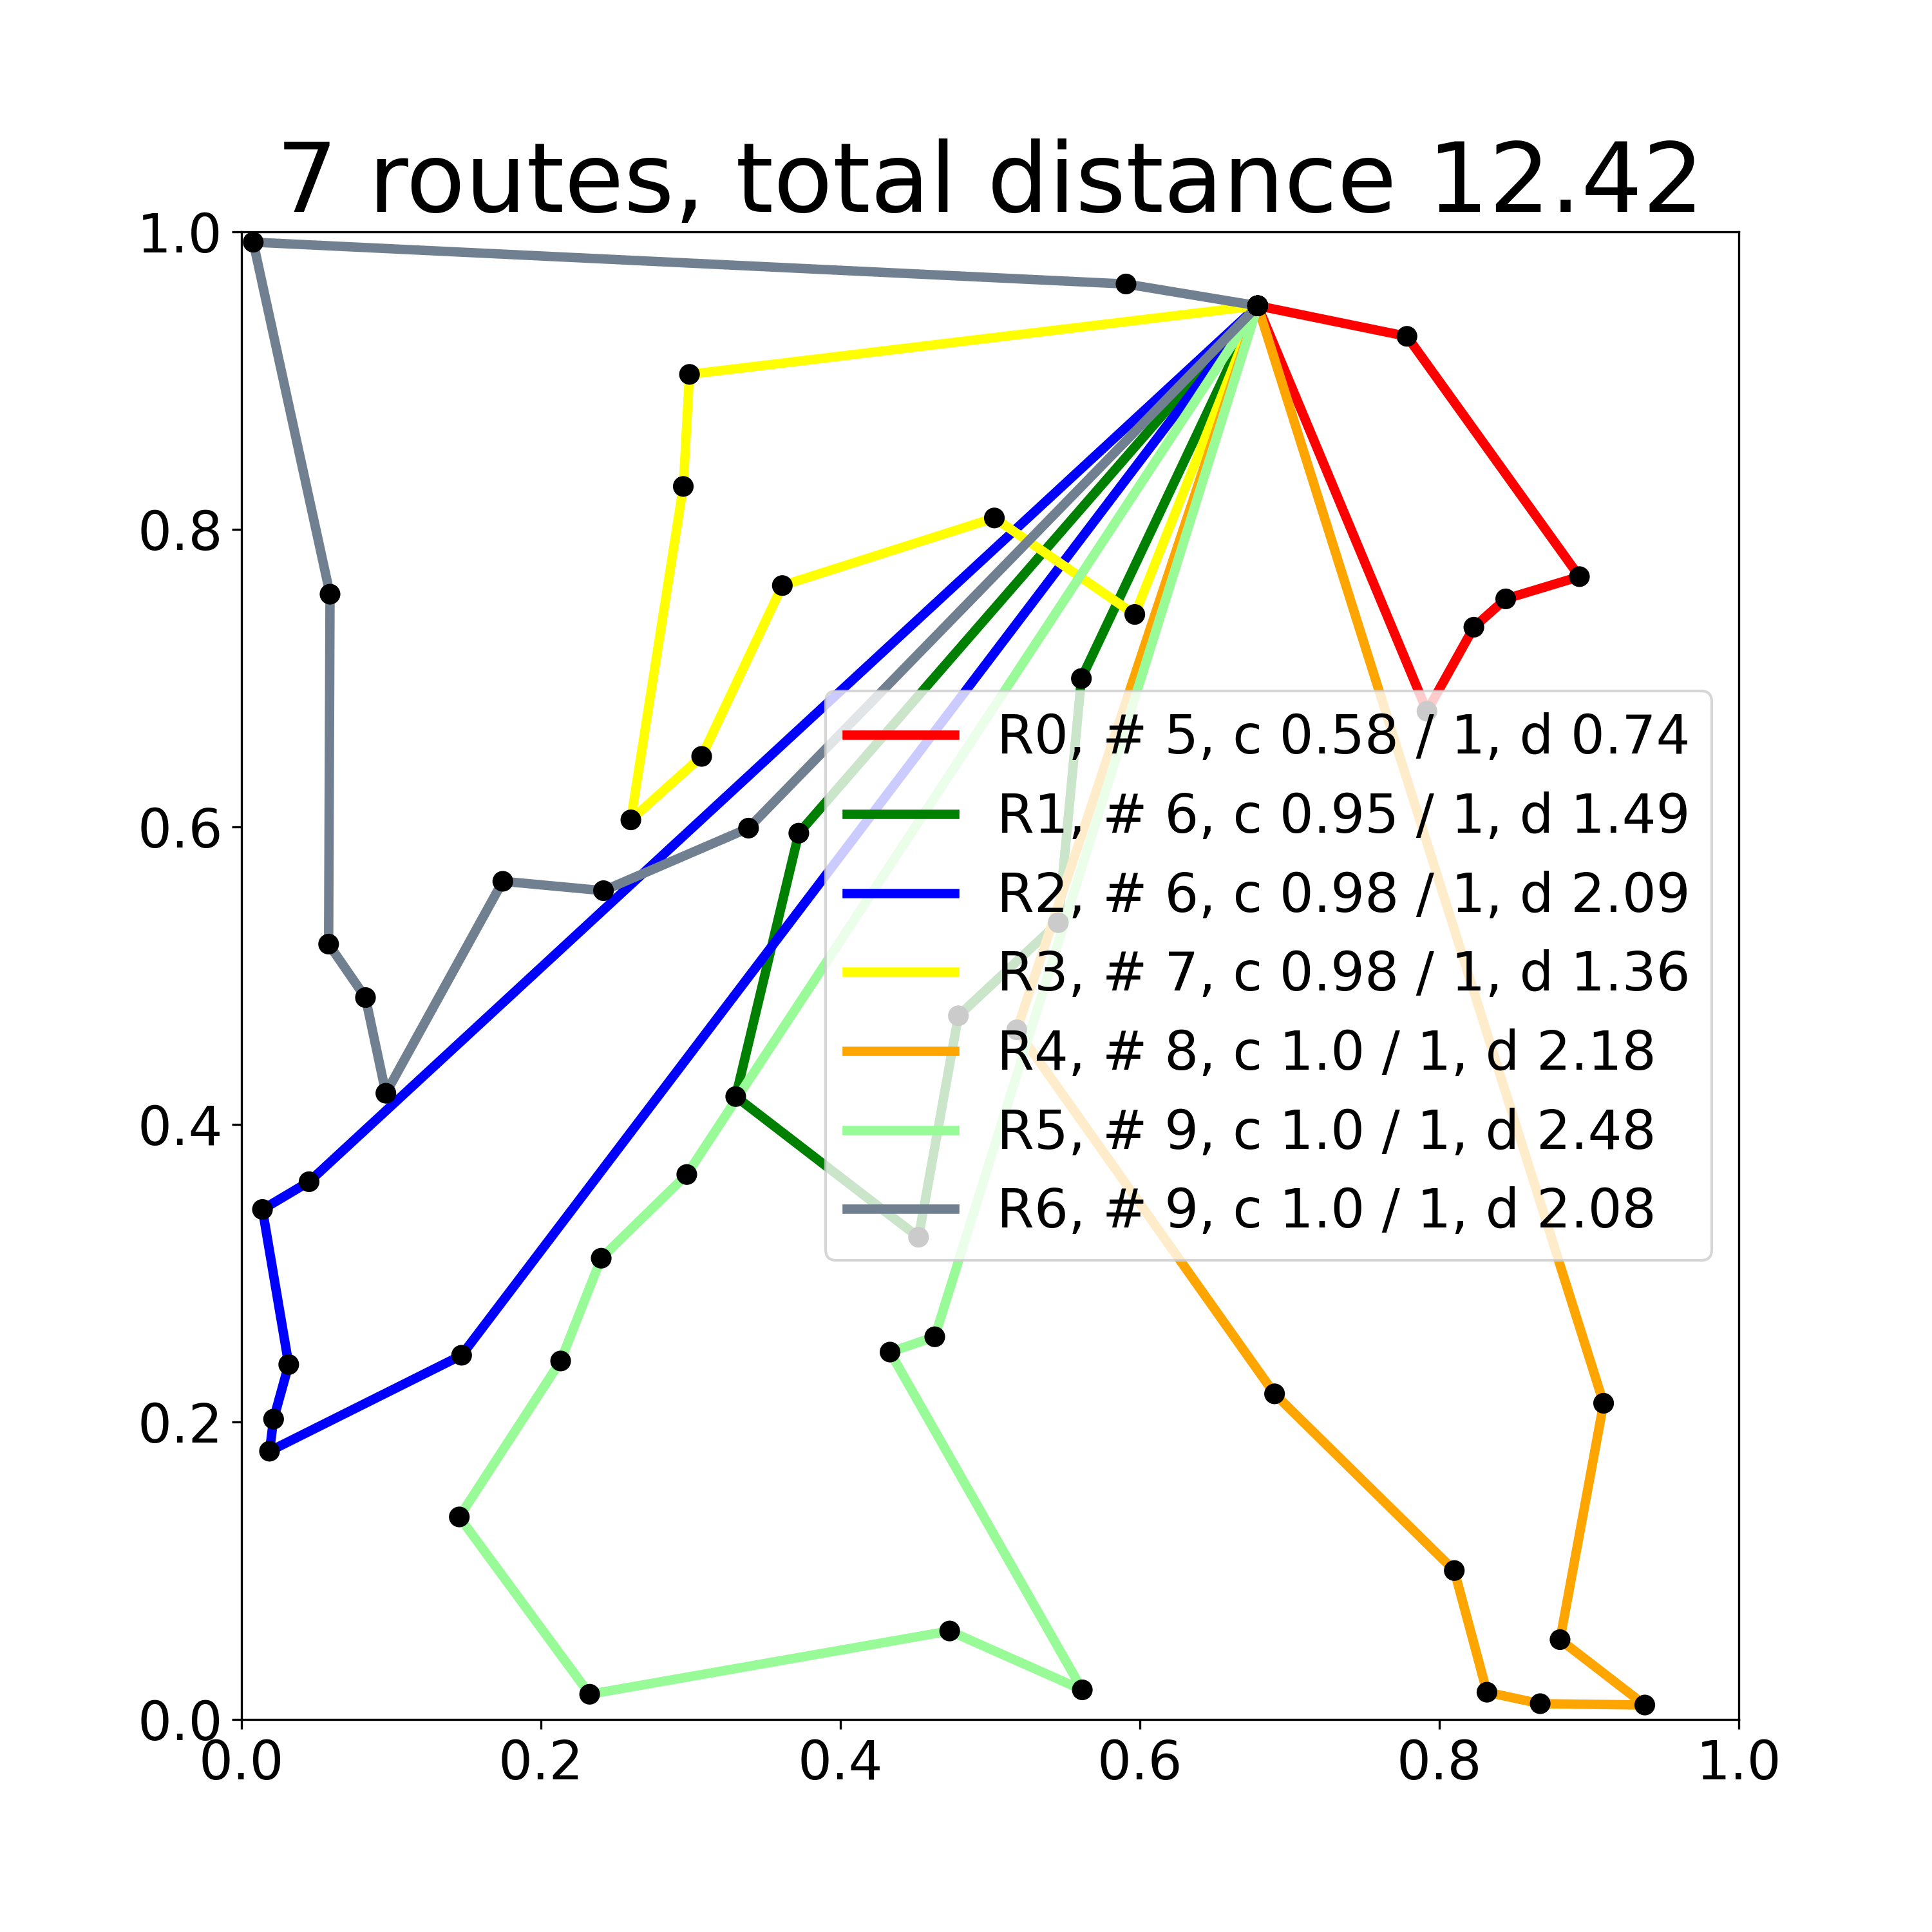 7 routes, total distance 12.42
1.0
0.8
0.6
0.4
0.2
0.0
R0, # 5, c 0.58 / 1, d 0.74
R1, # 6, c 0.95 / 1, d 1.49
R2, # 6, c 0.98 / 1, d 2.09
R3, # 7, c 0.98 / 1, d 1.36
R4, # 8, c 1.0 / 1, d 2.18
R5, # 9, c 1.0 / 1, d 2.48
R6, # 9, c 1.0 / 1, d 2.08
0.0 0.2 0.4 0.6 0.8 1.0